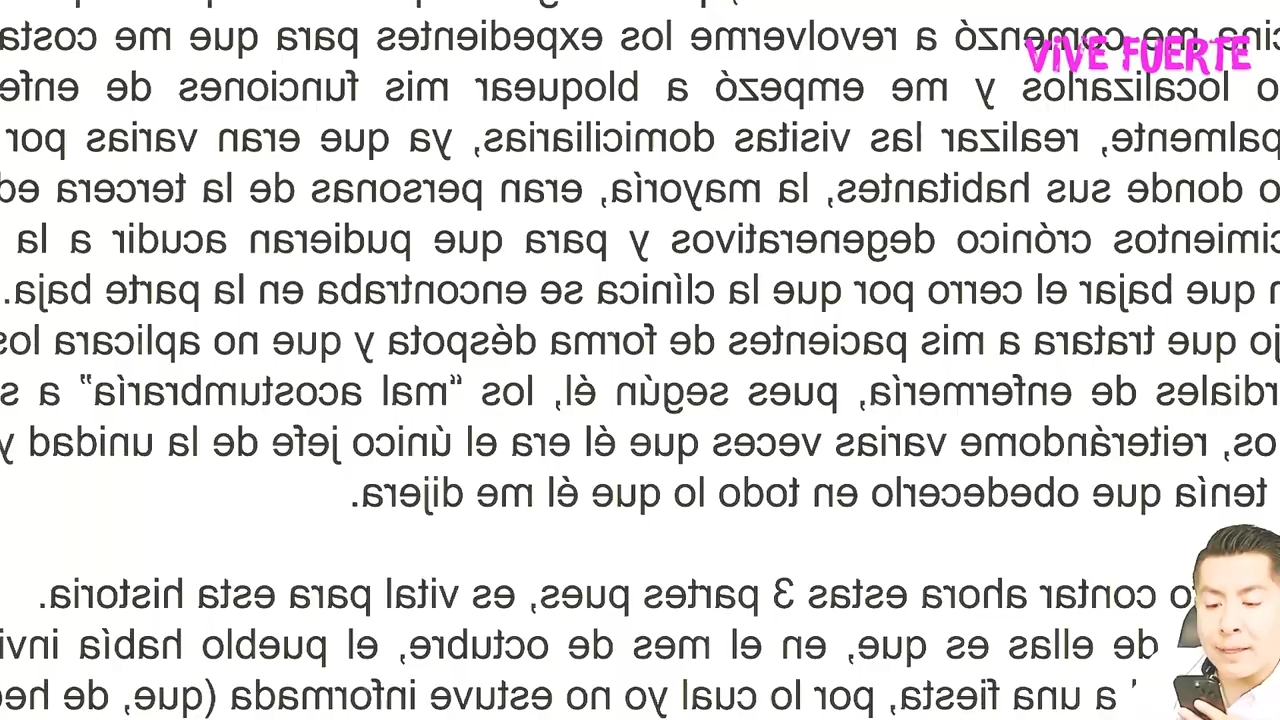 VIVE FUERTE
me comenzó a revolverme los expedientes para que me costa
o localizarlos y me empezó a bloquear mis funciones de enfe
palmente, realizar las visitas domiciliarias, ya que eran varias por
o donde sus habitantes, la mayoría, eran personas de la tercera ed
cimientos crónico degenerativos y para que pudieran acudir a la
n que bajar el cerro por que la clínica se encontraba en la parte baja.
jo que tratara a mis pacientes de forma déspota y que no aplicara los
rdiales de enfermería, pues según él, los “mal acostumbraría” a s
os, reiterándome varias veces que él era el único jefe de la unidad y
tenía que obedecerlo en todo lo que él me dijera.
o contar ahora estas 3 partes pues, es vital para esta historia.
de ellas es que, en el mes de octubre, el pueblo había invi
a una fiesta, por lo cual yo no estuve informada (que, de hec